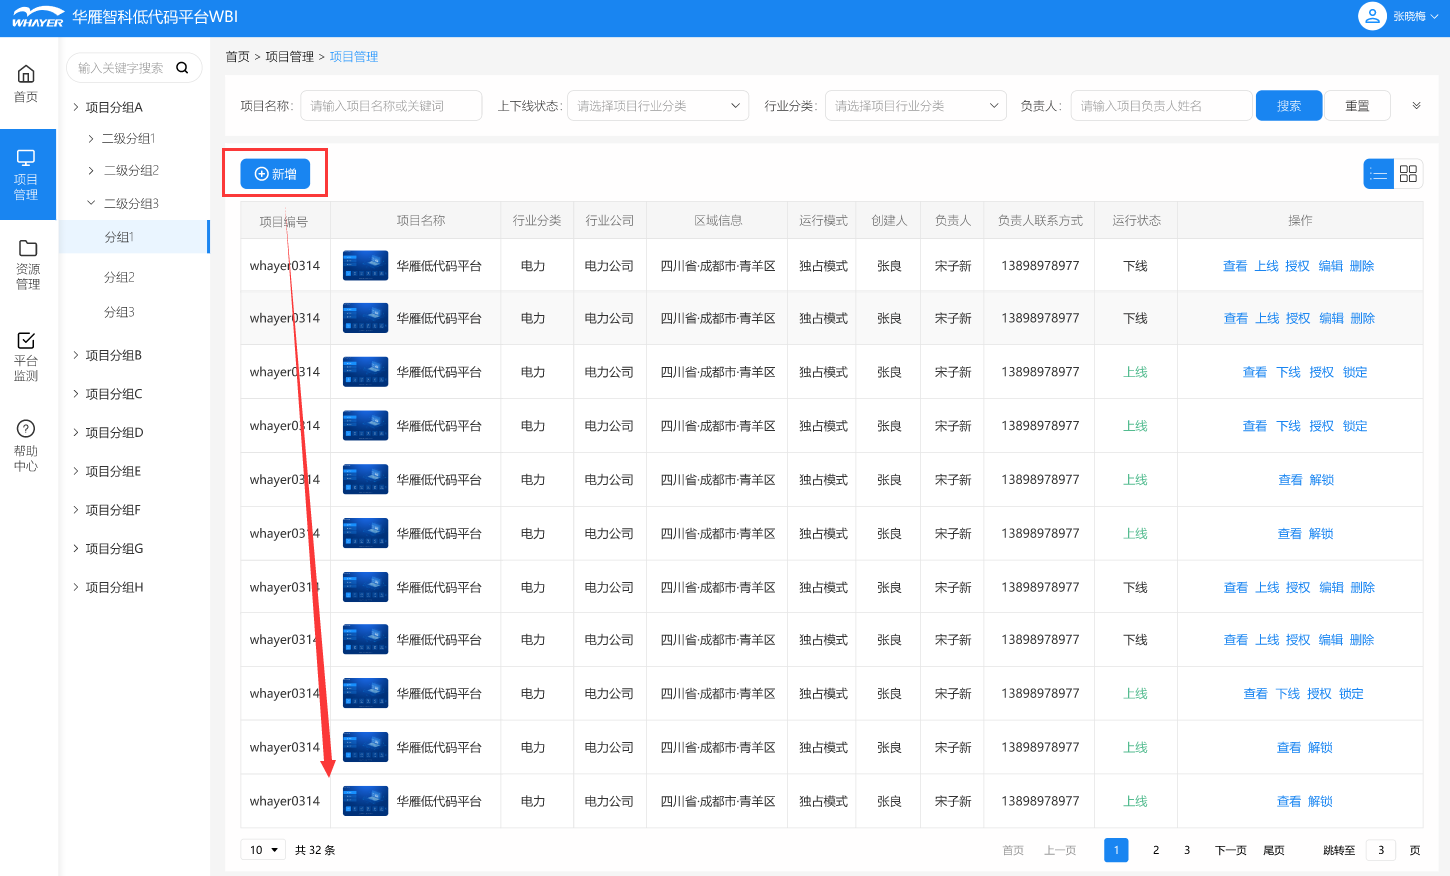 WHAYER 华雁智科低代码平台WBI
张晓梅
首页
项目
管理
资源
管理
平台
监测
帮助
中心
输入关键字搜索
项目分组A
二级分组1
二级分组2
二级分组3
分组1
分组2
分组3
项目分组B
项目分组C
项目分组D
项目分组E
项目分组F
项目分组G
项目分组H
首页 > 项目管理 > 项目管理
项目名称: 请输入项目名称或关键词 上下线状态: 请选择项目行业分类 行业分类: 请选择项目行业分类 负责人: 请输入项目负责人姓名 搜索 重置
新增
项目编号 项目名称 行业分类 行业公司 区域信息 运行模式 创建人 负责人 负责人联系方式 运行状态 操作
whayer0314 华雁低代码平台 电力 电力公司 四川省·成都市·青羊区 独占模式 张良 宋子新 13898978977 下线 查看 上线 授权 编辑 删除
whayer0314 华雁低代码平台 电力 电力公司 四川省·成都市·青羊区 独占模式 张良 宋子新 13898978977 下线 查看 上线 授权 编辑 删除
whayer0314 华雁低代码平台 电力 电力公司 四川省·成都市·青羊区 独占模式 张良 宋子新 13898978977 上线 查看 下线 授权 锁定
whayer0314 华雁低代码平台 电力 电力公司 四川省·成都市·青羊区 独占模式 张良 宋子新 13898978977 上线 查看 下线 授权 锁定
whayer0314 华雁低代码平台 电力 电力公司 四川省·成都市·青羊区 独占模式 张良 宋子新 13898978977 上线 查看 解锁
whayer0314 华雁低代码平台 电力 电力公司 四川省·成都市·青羊区 独占模式 张良 宋子新 13898978977 上线 查看 解锁
whayer0314 华雁低代码平台 电力 电力公司 四川省·成都市·青羊区 独占模式 张良 宋子新 13898978977 下线 查看 上线 授权 编辑 删除
whayer0314 华雁低代码平台 电力 电力公司 四川省·成都市·青羊区 独占模式 张良 宋子新 13898978977 下线 查看 上线 授权 编辑 删除
whayer0314 华雁低代码平台 电力 电力公司 四川省·成都市·青羊区 独占模式 张良 宋子新 13898978977 上线 查看 下线 授权 锁定
whayer0314 华雁低代码平台 电力 电力公司 四川省·成都市·青羊区 独占模式 张良 宋子新 13898978977 上线 查看 解锁
whayer0314 华雁低代码平台 电力 电力公司 四川省·成都市·青羊区 独占模式 张良 宋子新 13898978977 上线 查看 解锁
10 共 32 条 首页 上一页 1 2 3 下一页 尾页 跳转至 3 页